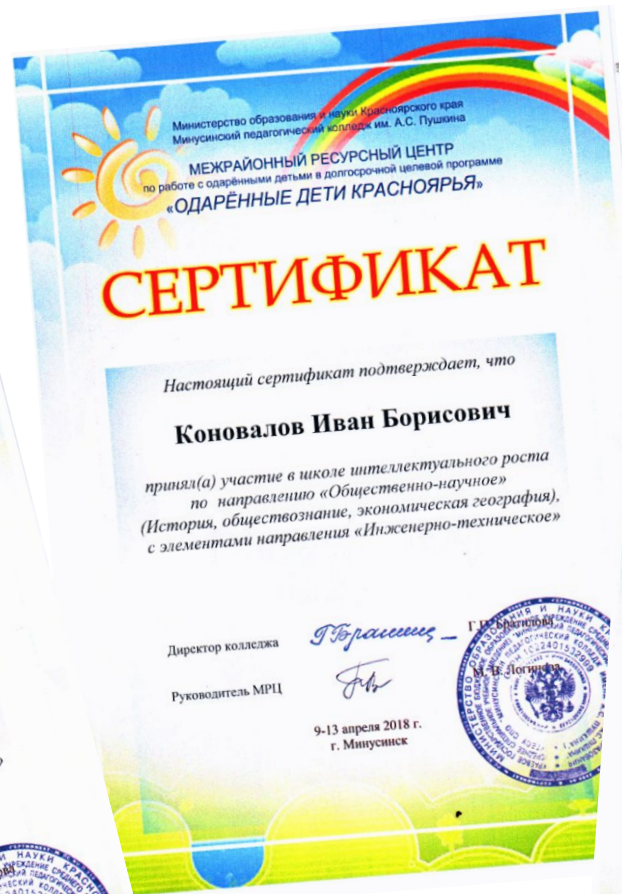 Министерство образования и науки Красноярского края
Минусинский педагогический колледж им. А.С. Пушкина
МЕЖРАЙОННЫЙ РЕСУРСНЫЙ ЦЕНТР
по работе с одарёнными детьми в долгосрочной целевой программе
«ОДАРЁННЫЕ ДЕТИ КРАСНОЯРЬЯ»
СЕРТИФИКАТ
Настоящий сертификат подтверждает, что
Коновалов Иван Борисович
принял(а) участие в школе интеллектуального роста
по направлению «Общественно-научное»
(История, обществознание, экономическая география),
с элементами направления «Инженерно-техническое»
Директор колледжа
Руководитель МРЦ
М. В. Логинова
9-13 апреля 2018 г.
г. Минусинск